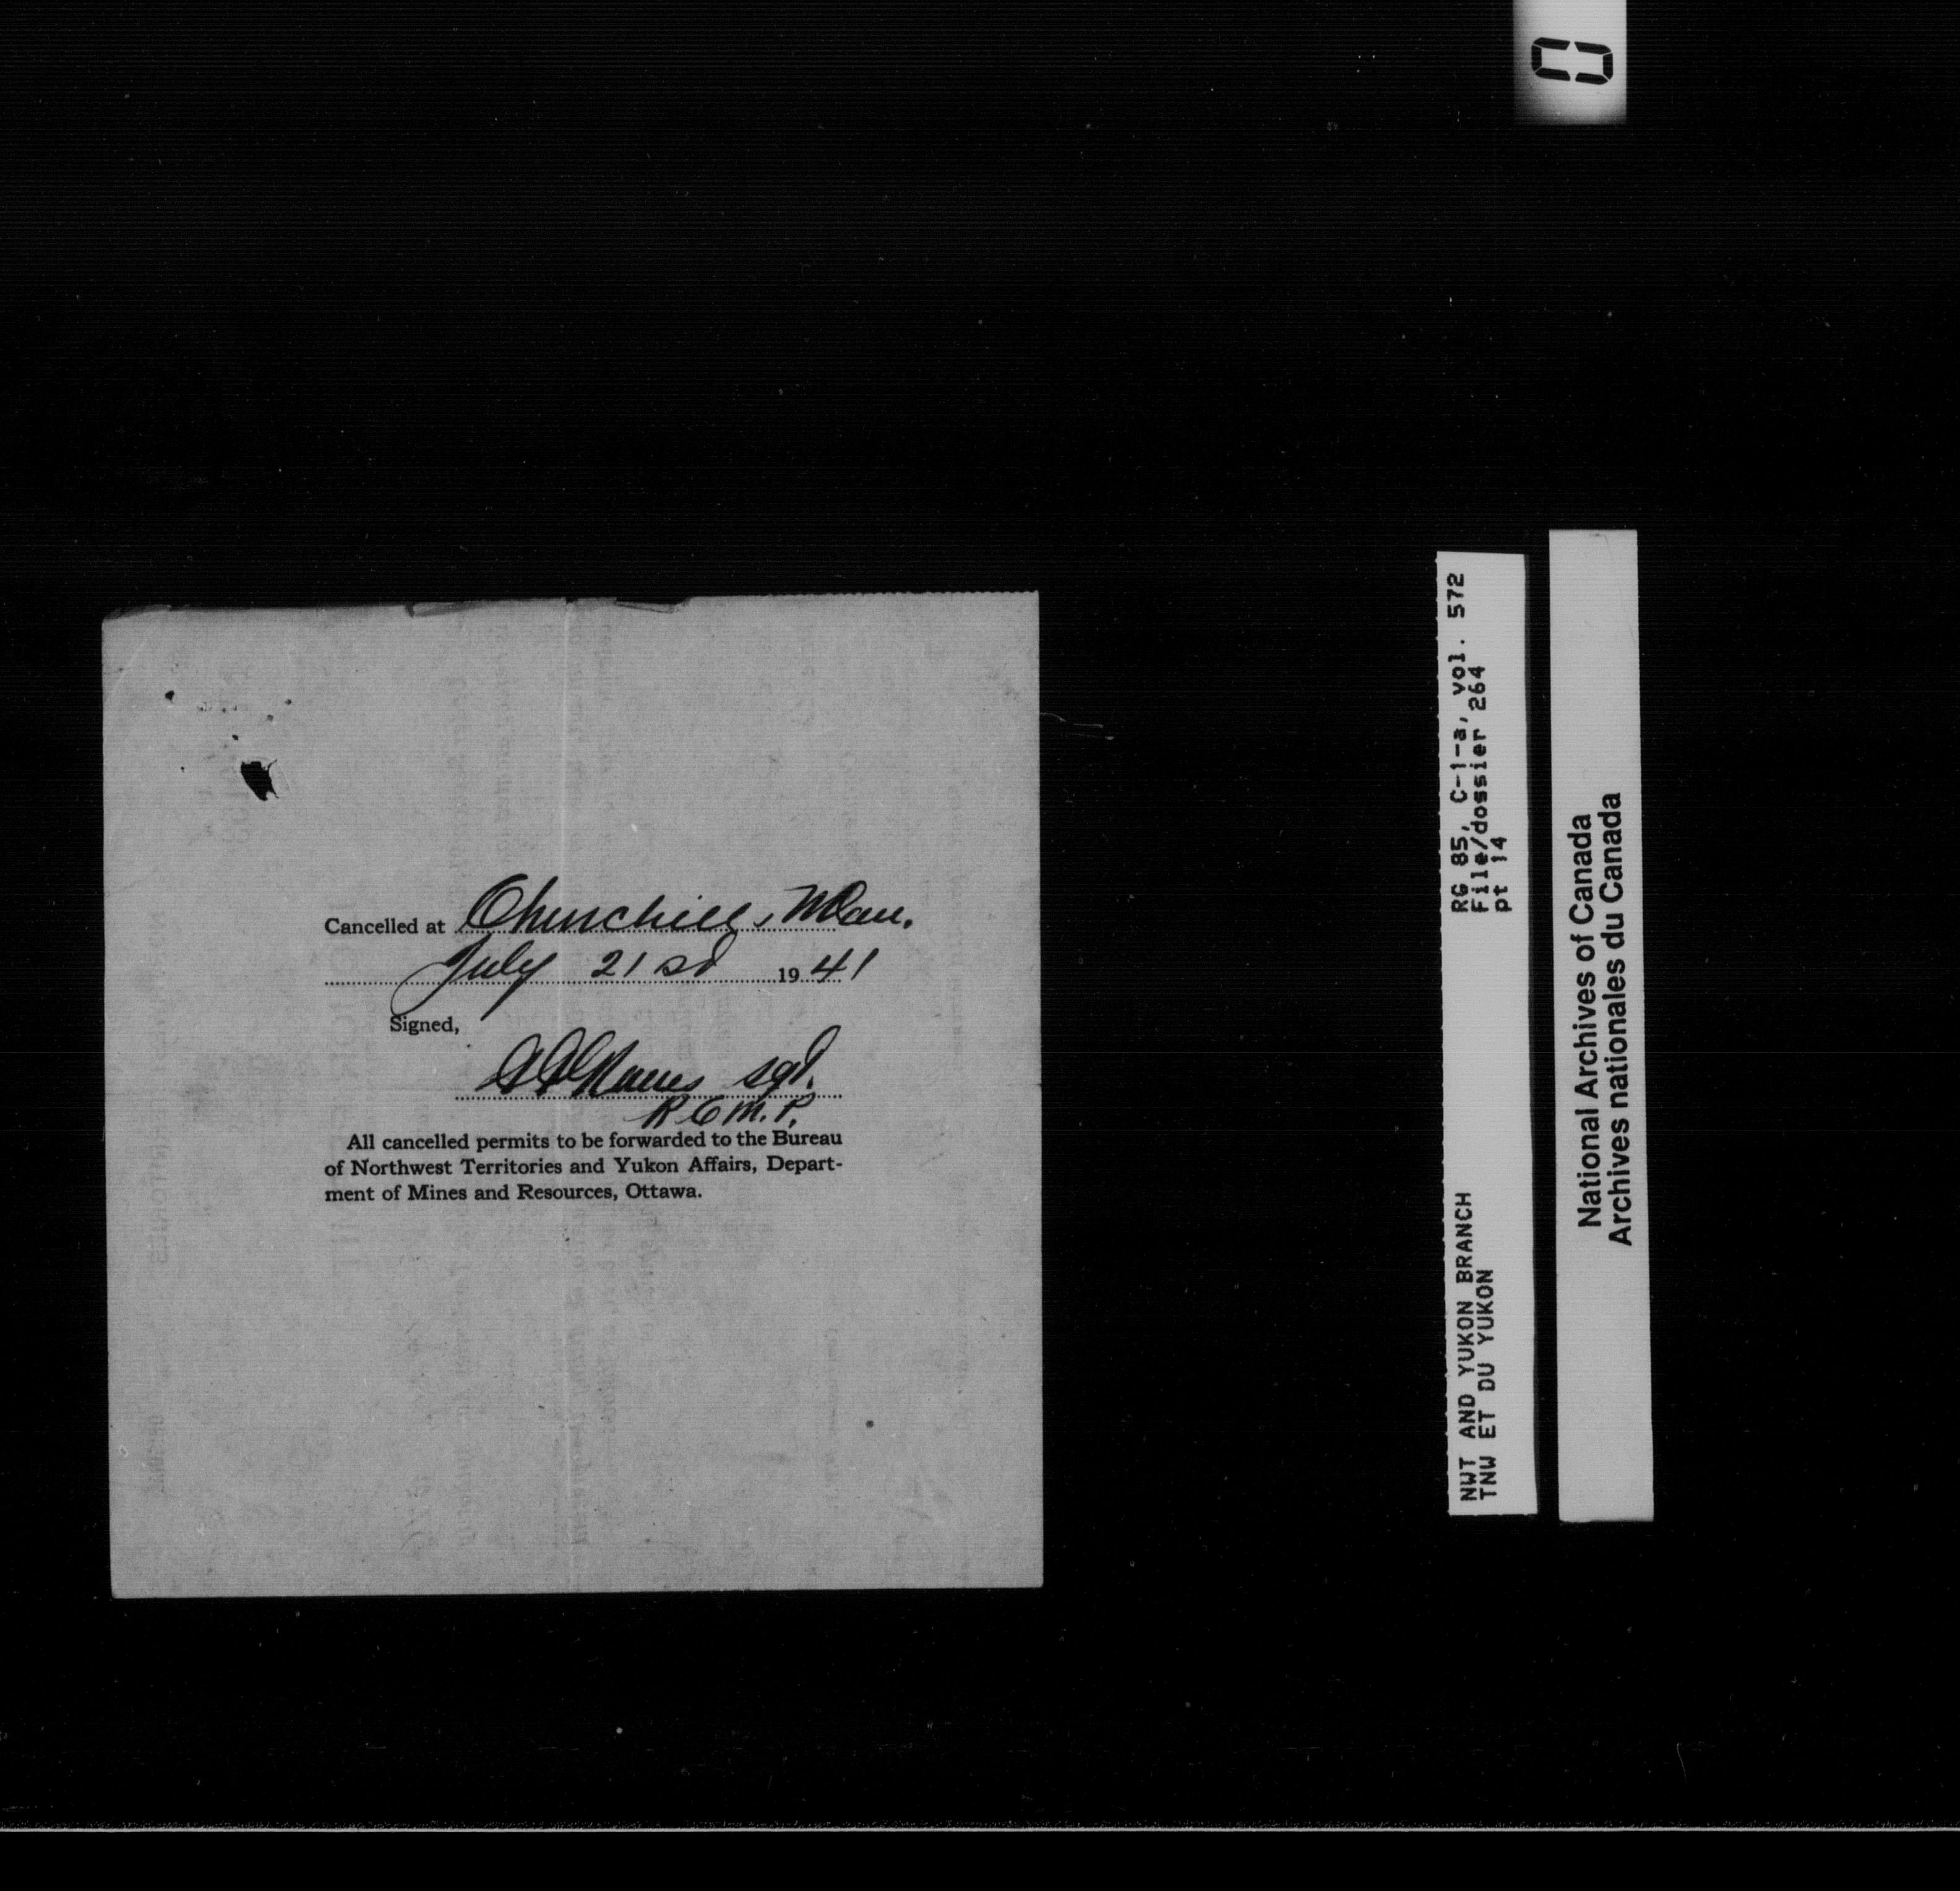 Cancelled at Churchill, Man.
July 21st 1941
Signed,
Sgt.
R C M. P.
All cancelled permits to be forwarded to the Bureau
of Northwest Territories and Yukon Affairs, Depart-
ment of Mines and Resources, Ottawa.
RG 85, C-1-a, vol. 572
File/dossier 264
pt 14
NWT AND YUKON BRANCH
TNW ET DU YUKON
National Archives of Canada
Archives nationales du Canada
0